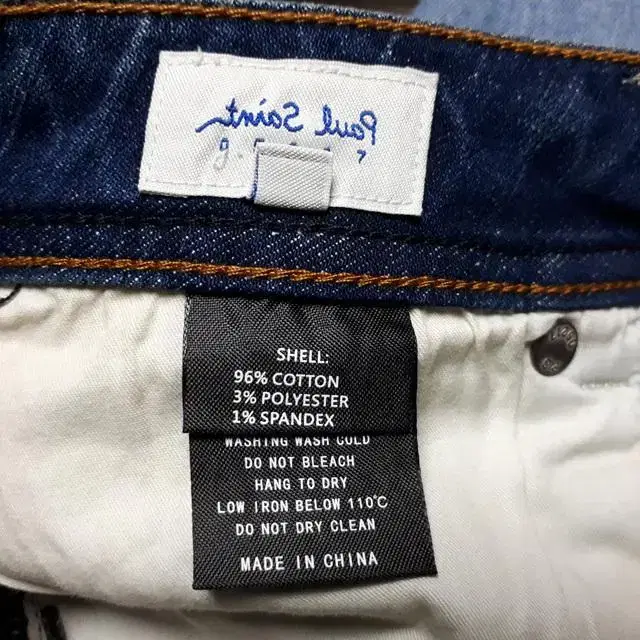 Paul Saint
SHELL:
96% COTTON
3% POLYESTER
1% SPANDEX
WASHING WASH COLD
DO NOT BLEACH
HANG TO DRY
LOW IRON BELOW 110℃
DO NOT DRY CLEAN
MADE IN CHINA